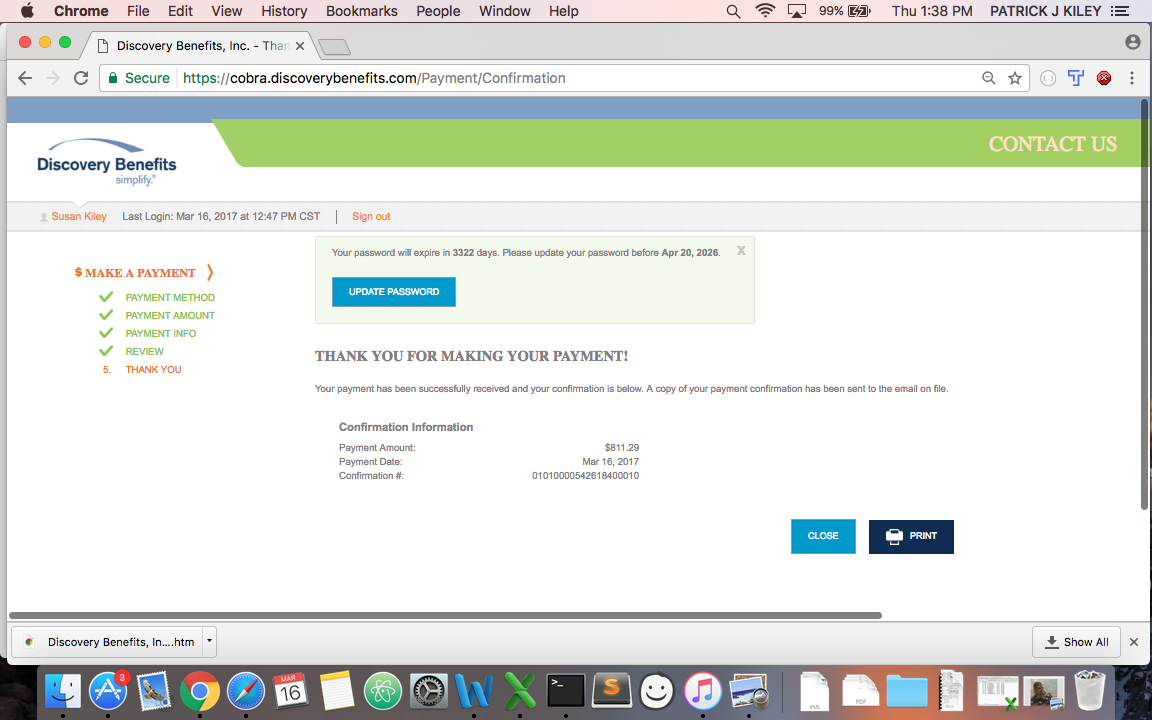 Chrome File Edit View History Bookmarks People Window Help 99% Thu 1:38 PM PATRICK J KILEY
Discovery Benefits, Inc. - Than
Secure https://cobra.discoverybenefits.com/Payment/Confirmation
CONTACT US
Discovery Benefits
simplify.®
Susan Kiley Last Login: Mar 16, 2017 at 12:47 PM CST | Sign out
Your password will expire in 3322 days. Please update your password before Apr 20, 2026. X
UPDATE PASSWORD
$ MAKE A PAYMENT
PAYMENT METHOD
PAYMENT AMOUNT
PAYMENT INFO
REVIEW
5. THANK YOU
THANK YOU FOR MAKING YOUR PAYMENT!
Your payment has been successfully received and your confirmation is below. A copy of your payment confirmation has been sent to the email on file.
Confirmation Information
Payment Amount: $811.29
Payment Date: Mar 16, 2017
Confirmation #: 01010000542618400010
CLOSE PRINT
Discovery Benefits, In....htm Show All
3
MAR
16
XML
PDF